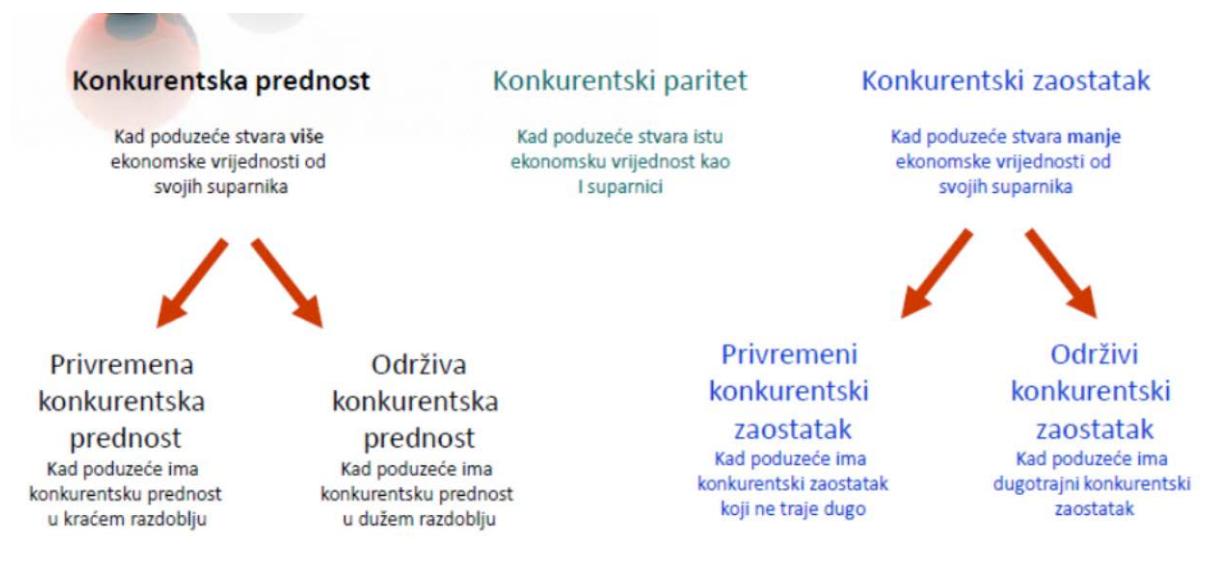 Konkurentska prednost
Kad poduzeće stvara više
ekonomske vrijednosti od
svojih suparnika
Konkurentski paritet
Kad poduzeće stvara istu
ekonomsku vrijednost kao
I suparnici
Konkurentski zaostatak
Kad poduzeće stvara manje
ekonomske vrijednosti od
svojih suparnika
Privremena
konkurentska
prednost
Kad poduzeće ima
konkurentsku prednost
u kraćem razdoblju
Održiva
konkurentska
prednost
Kad poduzeće ima
konkurentsku prednost
u dužem razdoblju
Privremeni
konkurentski
zaostatak
Kad poduzeće ima
konkurentski zaostatak
koji ne traje dugo
Održivi
konkurentski
zaostatak
Kad poduzeće ima
dugotrajni konkurentski
zaostatak